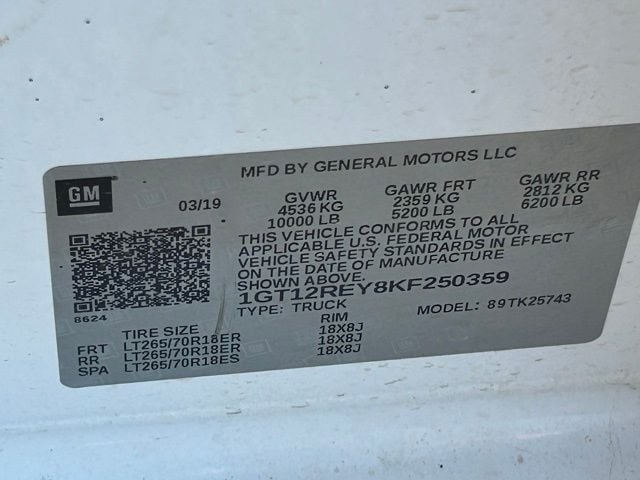 MFD BY GENERAL MOTORS LLC
GM
03/19
GVWR GAWR FRT GAWR RR
4536 KG 2359 KG 2812 KG
10000 LB 5200 LB 6200 LB
THIS VEHICLE CONFORMS TO ALL
APPLICABLE U.S. FEDERAL MOTOR
VEHICLE SAFETY STANDARDS IN EFFECT
ON THE DATE OF MANUFACTURE
SHOWN ABOVE.
1GT12REY8KF250359
TYPE: TRUCK MODEL: 89TK25743
8624
TIRE SIZE RIM
FRT LT265/70R18ER 18X8J
RR LT265/70R18ER 18X8J
SPA LT265/70R18ES 18X8J